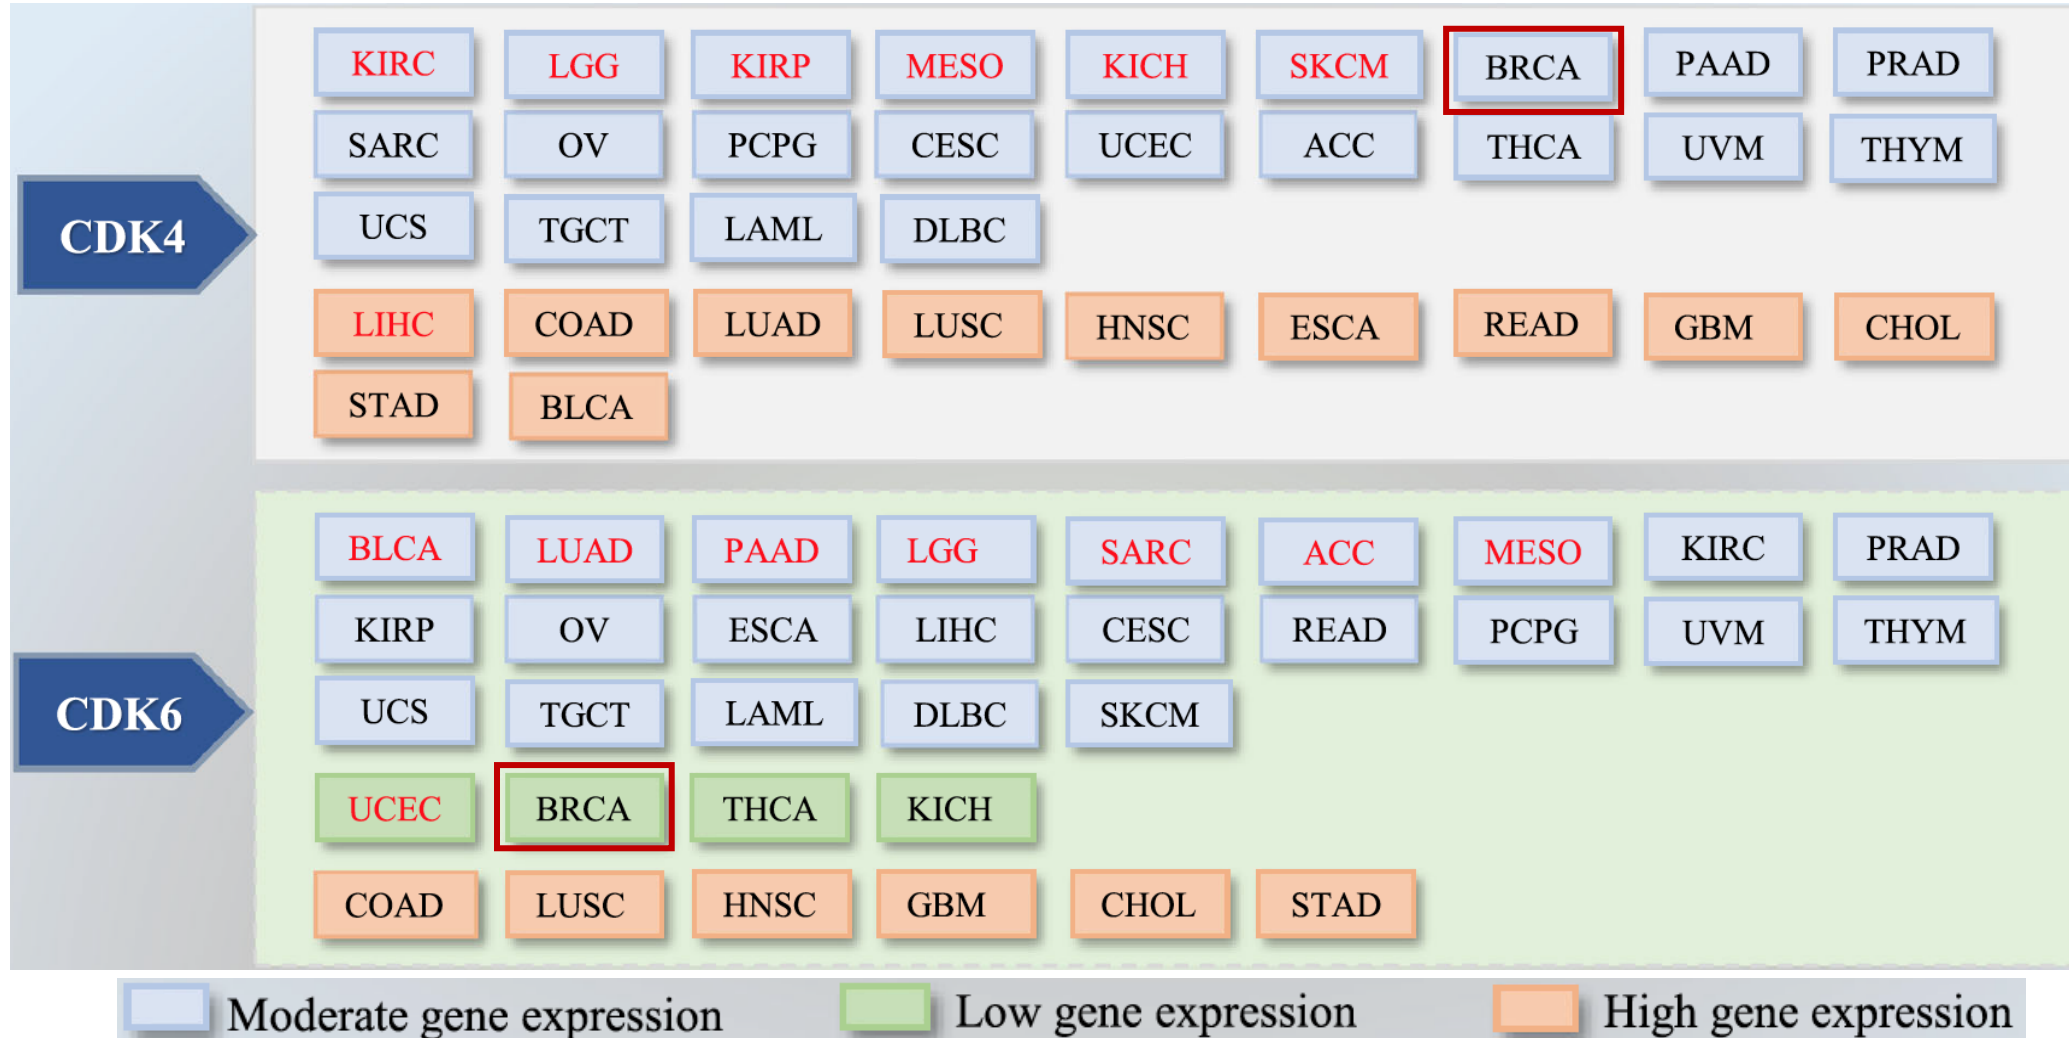 KIRC LGG KIRP MESO KICH SKCM BRCA PAAD PRAD
SARC OV PCPG CESC UCEC ACC THCA UVM THYM
CDK4
UCS TGCT LAML DLBC
LIHC COAD LUAD LUSC HNSC ESCA READ GBM CHOL
STAD BLCA
BLCA LUAD PAAD LGG SARC ACC MESO KIRC PRAD
KIRP OV ESCA LIHC CESC READ PCPG UVM THYM
CDK6
UCS TGCT LAML DLBC SKCM
UCEC BRCA THCA KICH
COAD LUSC HNSC GBM CHOL STAD
Moderate gene expression Low gene expression High gene expression